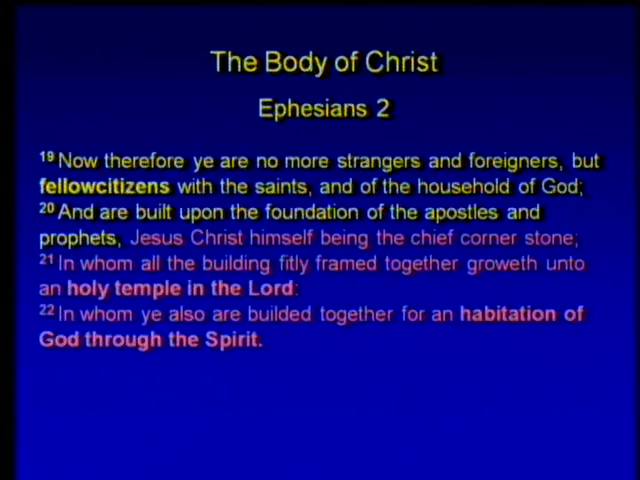 The Body of Christ
Ephesians 2
19 Now therefore ye are no more strangers and foreigners, but
fellowcitizens with the saints, and of the household of God;
20 And are built upon the foundation of the apostles and
prophets, Jesus Christ himself being the chief corner stone;
21 In whom all the building fitly framed together groweth unto
an holy temple in the Lord:
22 In whom ye also are builded together for an habitation of
God through the Spirit.